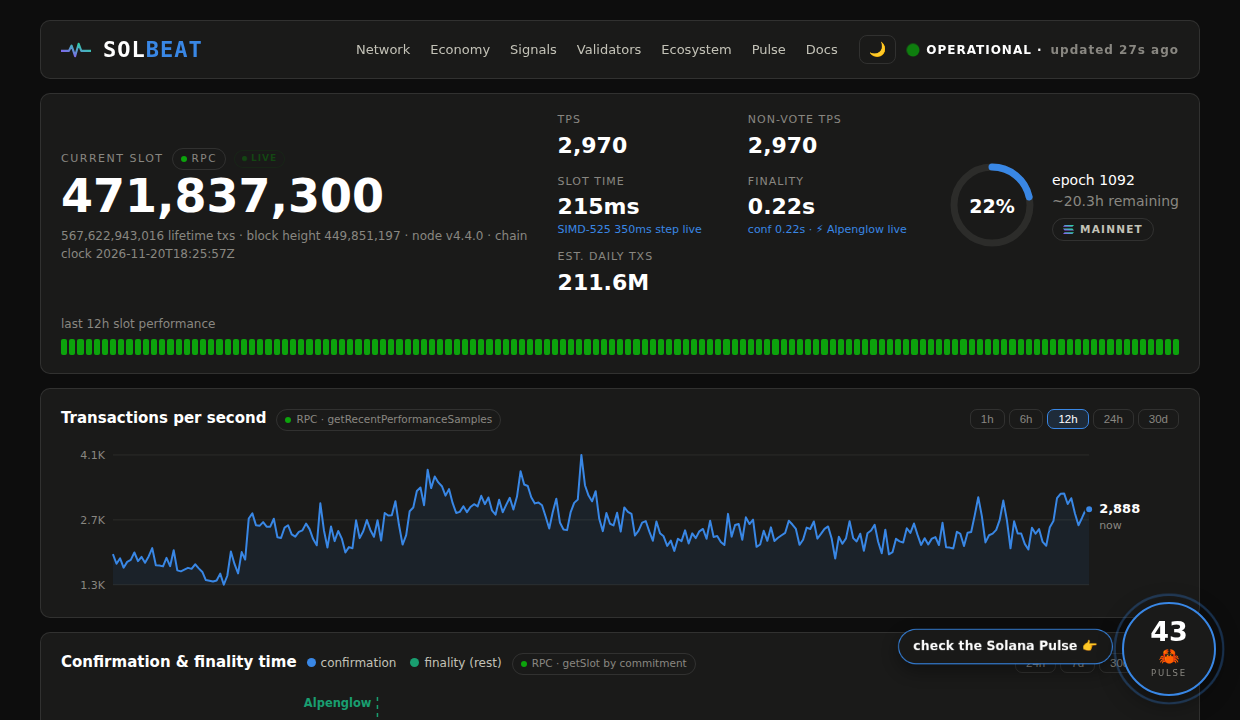 SOLBEAT
Network Economy Signals Validators Ecosystem Pulse Docs
OPERATIONAL · updated 27s ago
CURRENT SLOT RPC LIVE
471,837,300
567,622,943,016 lifetime txs · block height 449,851,197 · node v4.4.0 · chain
clock 2026-11-20T18:25:57Z
TPS
2,970
NON-VOTE TPS
2,970
SLOT TIME
215ms
SIMD-525 350ms step live
FINALITY
0.22s
conf 0.22s · ⚡ Alpenglow live
EST. DAILY TXS
211.6M
22%
epoch 1092
~20.3h remaining
MAINNET
last 12h slot performance
Transactions per second RPC · getRecentPerformanceSamples
1h 6h 12h 24h 30d
4.1K
2.7K
1.3K
2,888
now
Confirmation & finality time confirmation finality (rest) RPC · getSlot by commitment
24h 7d 30d
Alpenglow
check the Solana Pulse 👉
43
🦀
PULSE